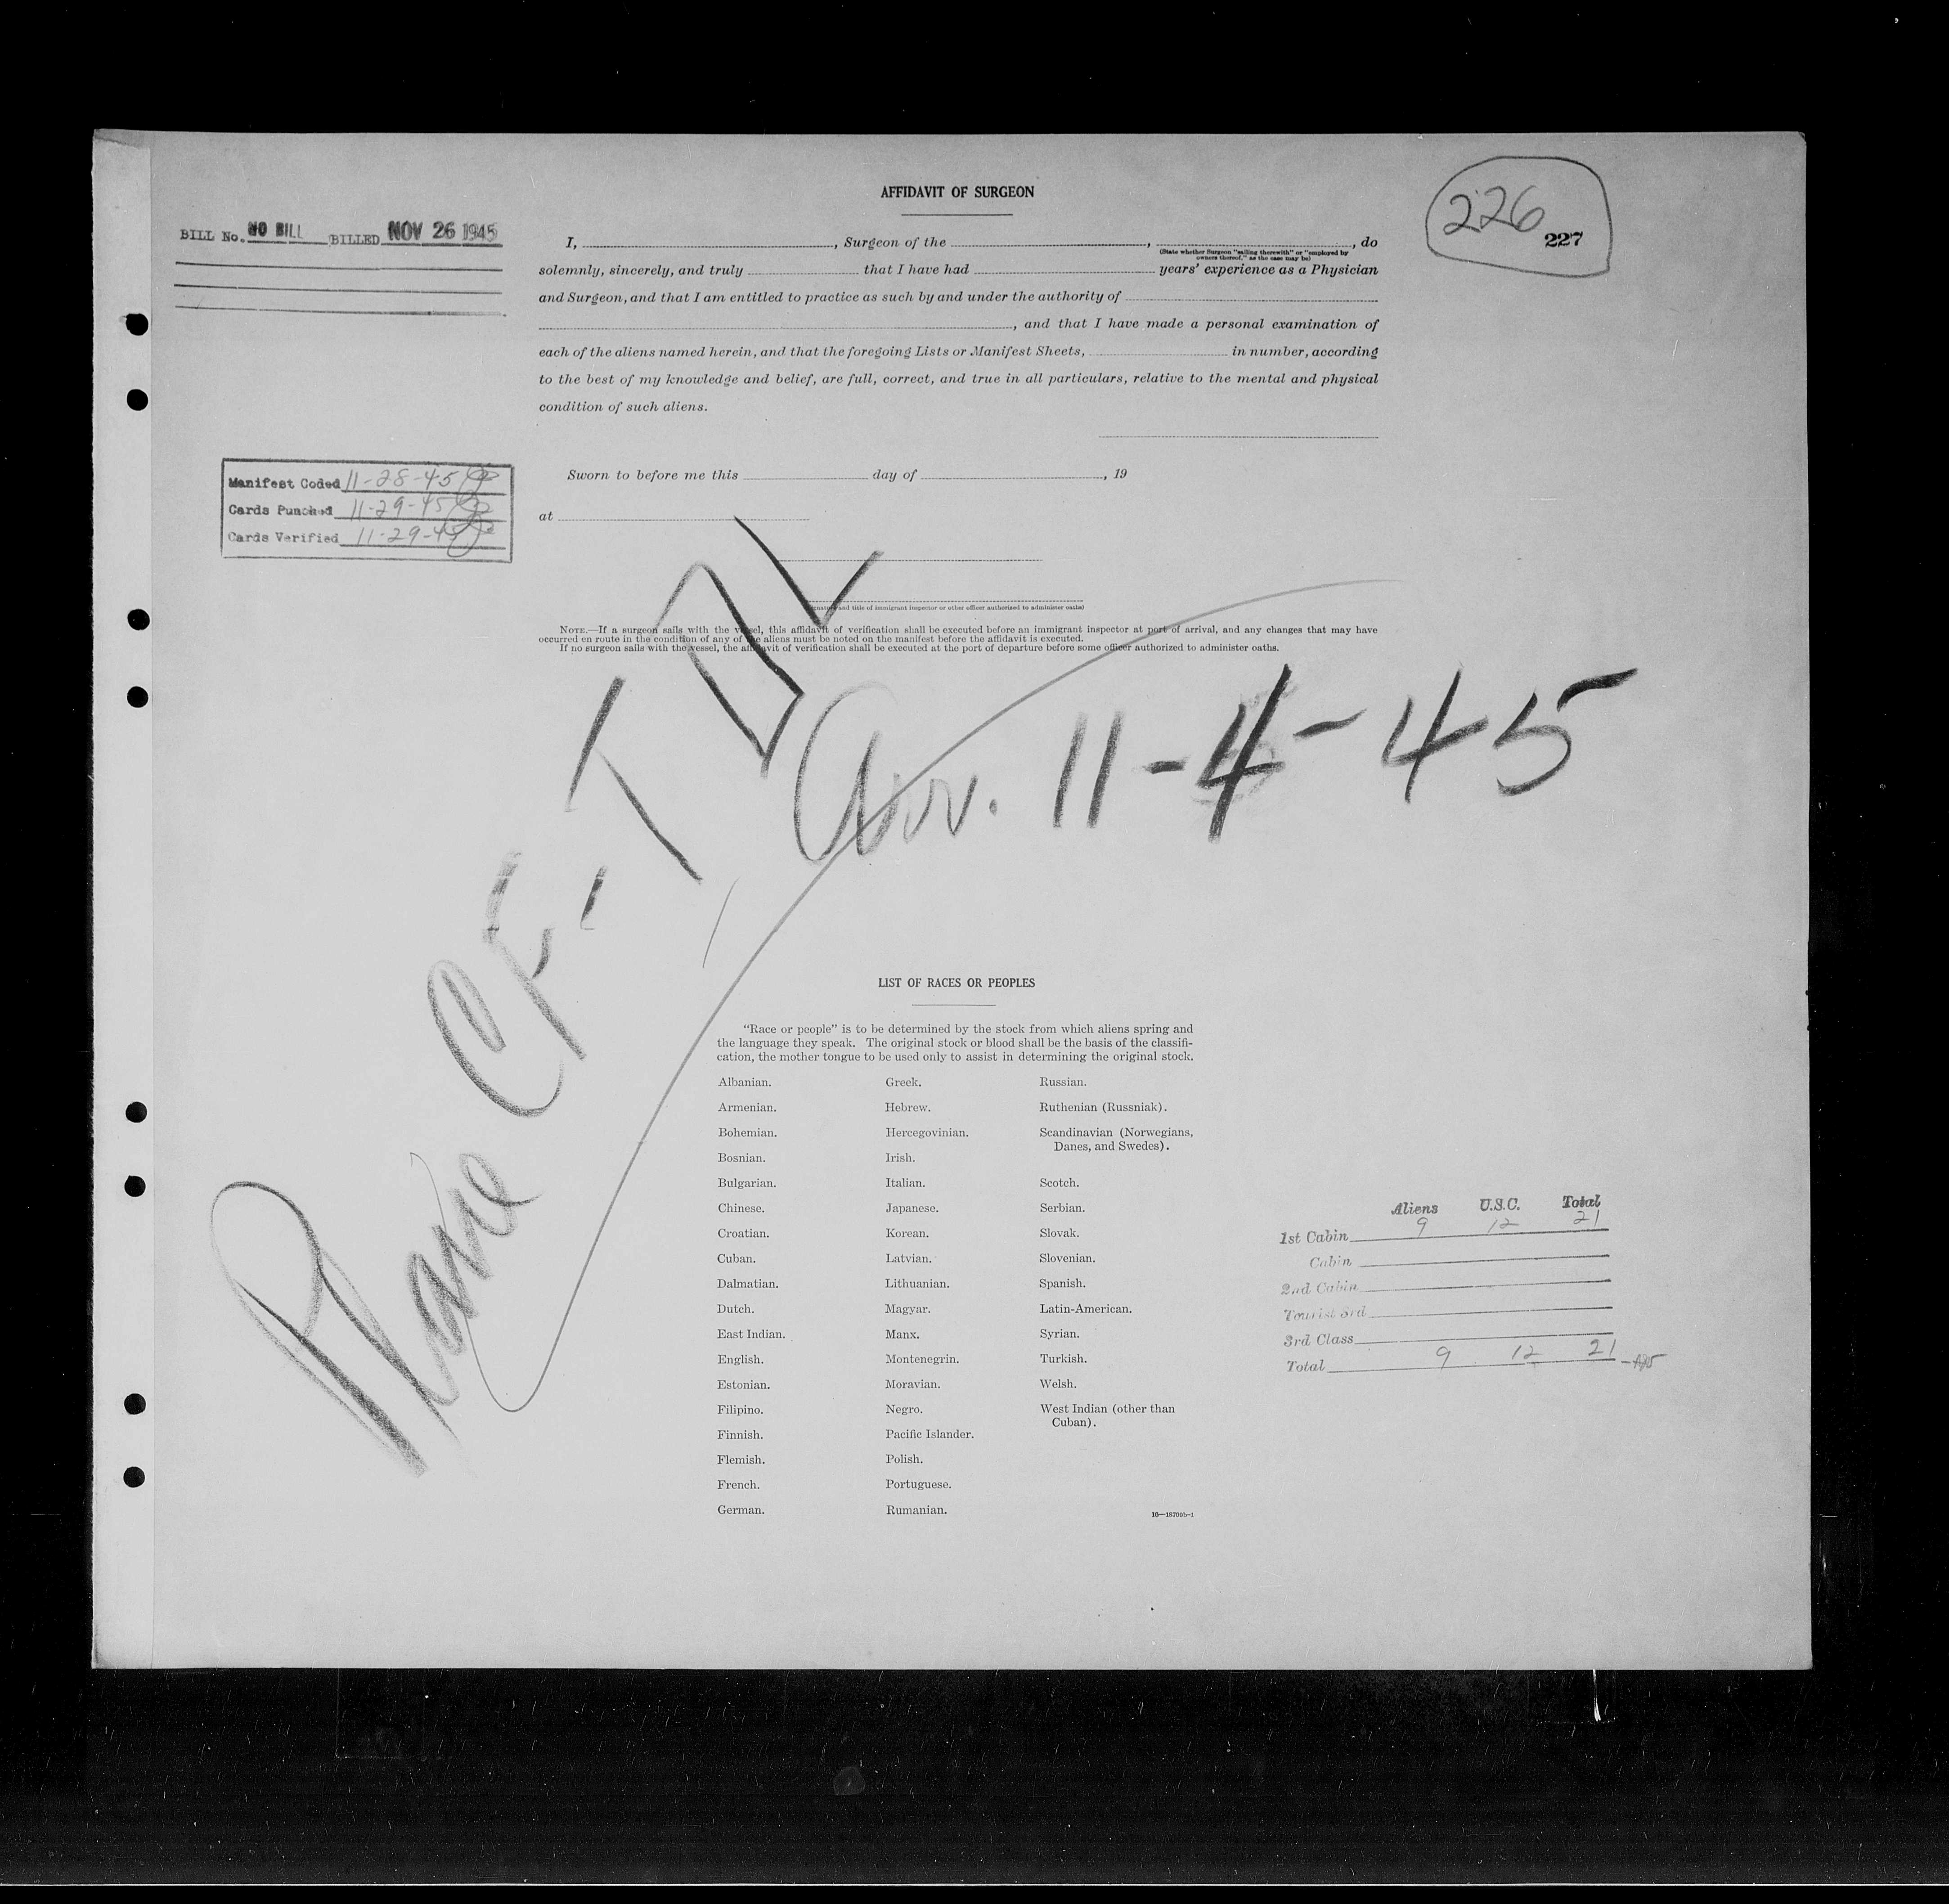 AFFIDAVIT OF SURGEON
226
227
BILL No. NO BILL BILLED NOV 26 1945
I, , Surgeon of the , , do
(State whether Surgeon "sailing therewith" or "employed by
owners thereof," as the case may be)
solemnly, sincerely, and truly that I have had years' experience as a Physician
and Surgeon, and that I am entitled to practice as such by and under the authority of
, and that I have made a personal examination of
each of the aliens named herein, and that the foregoing Lists or Manifest Sheets, in number, according
to the best of my knowledge and belief, are full, correct, and true in all particulars, relative to the mental and physical
condition of such aliens.
Manifest Coded 11-28-45
Cards Punched 11-29-45
Cards Verified 11-29-45
Sworn to before me this day of , 19
at
(Signature and title of immigrant inspector or other officer authorized to administer oaths)
NOTE.—If a surgeon sails with the vessel, this affidavit of verification shall be executed before an immigrant inspector at port of arrival, and any changes that may have
occurred en route in the condition of any of the aliens must be noted on the manifest before the affidavit is executed.
If no surgeon sails with the vessel, the affidavit of verification shall be executed at the port of departure before some officer authorized to administer oaths.
Plane CF-
Arr. 11-4-45
LIST OF RACES OR PEOPLES
"Race or people" is to be determined by the stock from which aliens spring and
the language they speak. The original stock or blood shall be the basis of the classifi-
cation, the mother tongue to be used only to assist in determining the original stock.
Albanian.
Armenian.
Bohemian.
Bosnian.
Bulgarian.
Chinese.
Croatian.
Cuban.
Dalmatian.
Dutch.
East Indian.
English.
Estonian.
Filipino.
Finnish.
Flemish.
French.
German.
Greek.
Hebrew.
Hercegovinian.
Irish.
Italian.
Japanese.
Korean.
Latvian.
Lithuanian.
Magyar.
Manx.
Montenegrin.
Moravian.
Negro.
Pacific Islander.
Polish.
Portuguese.
Rumanian.
Russian.
Ruthenian (Russniak).
Scandinavian (Norwegians,
Danes, and Swedes).
Scotch.
Serbian.
Slovak.
Slovenian.
Spanish.
Latin-American.
Syrian.
Turkish.
Welsh.
West Indian (other than
Cuban).
Aliens U.S.C. Total
1st Cabin 9 12 21
Cabin
2nd Cabin
Tourist 3rd
3rd Class
Total 9 12 21